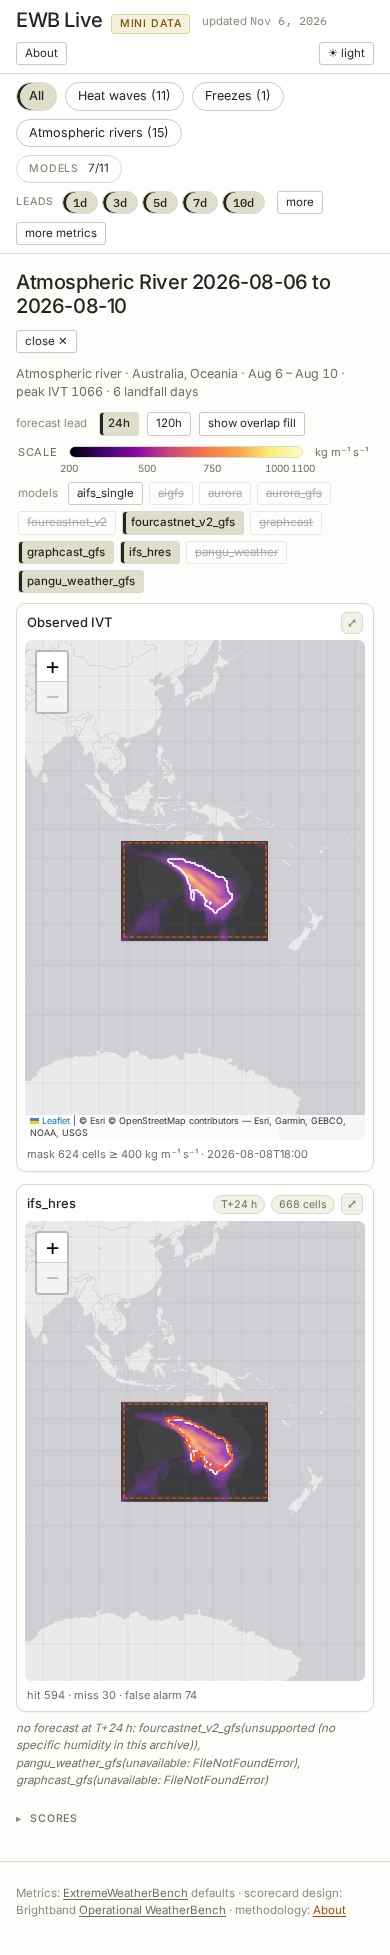 EWB Live MINI DATA updated Nov 6, 2026
About ☀ light
All Heat waves (11) Freezes (1)
Atmospheric rivers (15)
MODELS 7/11
LEADS 1d 3d 5d 7d 10d more
more metrics
Atmospheric River 2026-08-06 to
2026-08-10
close ✕
Atmospheric river · Australia, Oceania · Aug 6 – Aug 10 ·
peak IVT 1066 · 6 landfall days
forecast lead 24h 120h show overlap fill
SCALE kg m⁻¹ s⁻¹
200 500 750 1000 1100
models aifs_single aigfs aurora aurora_gfs
fourcastnet_v2 fourcastnet_v2_gfs graphcast
graphcast_gfs ifs_hres pangu_weather
pangu_weather_gfs
Observed IVT ⤢
+
−
Leaflet | © Esri © OpenStreetMap contributors — Esri, Garmin, GEBCO,
NOAA, USGS
mask 624 cells ≥ 400 kg m⁻¹ s⁻¹ · 2026-08-08T18:00
ifs_hres T+24 h 668 cells ⤢
+
−
hit 594 · miss 30 · false alarm 74
no forecast at T+24 h: fourcastnet_v2_gfs(unsupported (no
specific humidity in this archive)),
pangu_weather_gfs(unavailable: FileNotFoundError),
graphcast_gfs(unavailable: FileNotFoundError)
▸ SCORES
Metrics: ExtremeWeatherBench defaults · scorecard design:
Brightband Operational WeatherBench · methodology: About